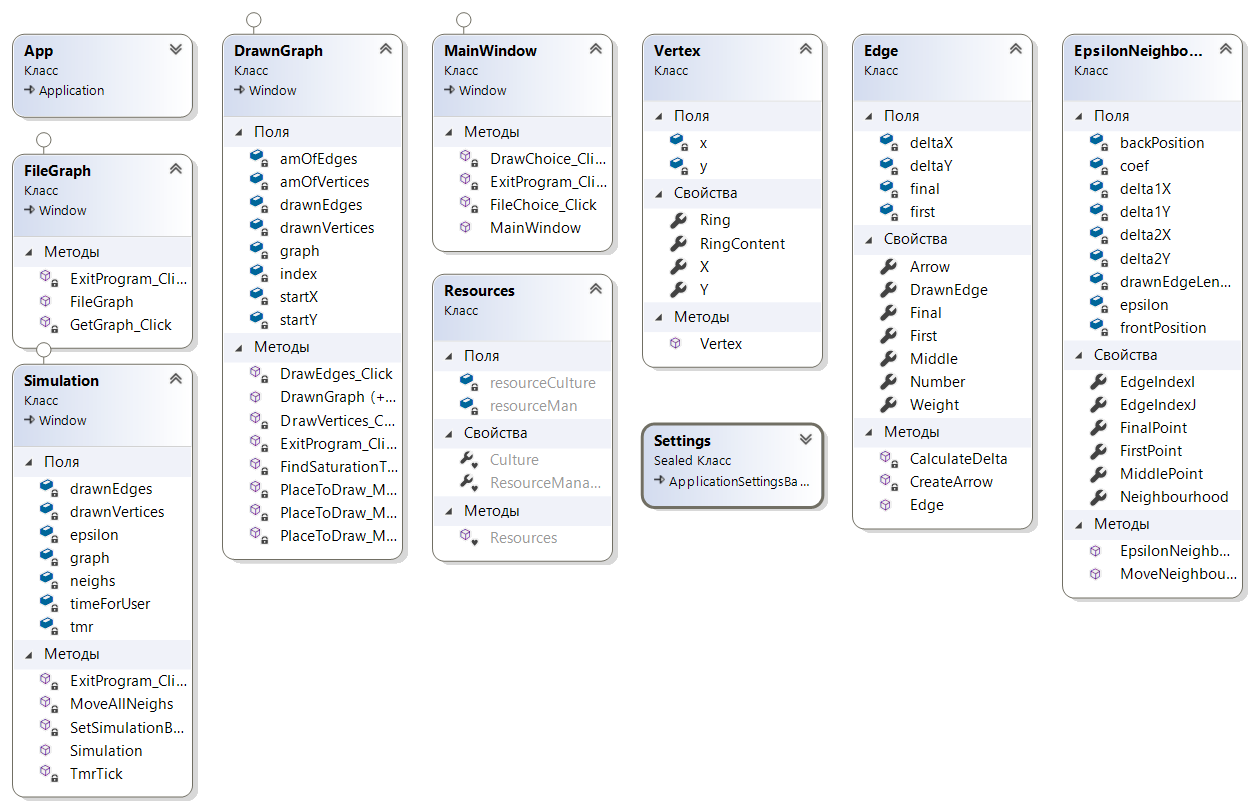 App
Класс
Application
FileGraph
Класс
Window
Методы
ExitProgram_Cli...
FileGraph
GetGraph_Click
Simulation
Класс
Window
Поля
drawnEdges
drawnVertices
epsilon
graph
neighs
timeForUser
tmr
Методы
ExitProgram_Cli...
MoveAllNeighs
SetSimulationB...
Simulation
TmrTick
DrawnGraph
Класс
Window
Поля
amOfEdges
amOfVertices
drawnEdges
drawnVertices
graph
index
startX
startY
Методы
DrawEdges_Click
DrawnGraph (+...
DrawVertices_C...
ExitProgram_Cli...
FindSaturationT...
PlaceToDraw_M...
PlaceToDraw_M...
PlaceToDraw_M...
MainWindow
Класс
Window
Методы
DrawChoice_Cli...
ExitProgram_Cli...
FileChoice_Click
MainWindow
Resources
Класс
Поля
resourceCulture
resourceMan
Свойства
Culture
ResourceMana...
Методы
Resources
Vertex
Класс
Поля
x
y
Свойства
Ring
RingContent
X
Y
Методы
Vertex
Settings
Sealed Класс
ApplicationSettingsBa...
Edge
Класс
Поля
deltaX
deltaY
final
first
Свойства
Arrow
DrawnEdge
Final
First
Middle
Number
Weight
Методы
CalculateDelta
CreateArrow
Edge
EpsilonNeighbo...
Класс
Поля
backPosition
coef
delta1X
delta1Y
delta2X
delta2Y
drawnEdgeLen...
epsilon
frontPosition
Свойства
EdgeIndexI
EdgeIndexJ
FinalPoint
FirstPoint
MiddlePoint
Neighbourhood
Методы
EpsilonNeighb...
MoveNeighbou...